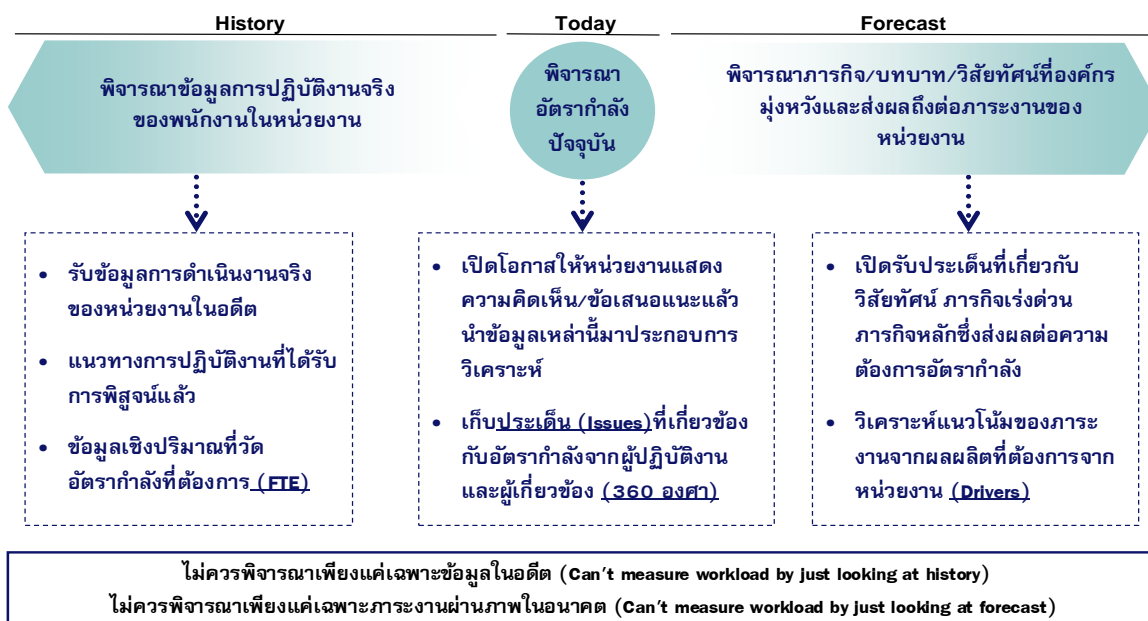 History
Today
Forecast
พิจารณาข้อมูลการปฏิบัติงานจริง
ของพนักงานในหน่วยงาน
พิจารณา
อัตรากำลัง
ปัจจุบัน
พิจารณาภารกิจ/บทบาท/วิสัยทัศน์ที่องค์กร
มุ่งหวังและส่งผลถึงต่อภาระงานของ
หน่วยงาน
• รับข้อมูลการดำเนินงานจริง
ของหน่วยงานในอดีต
• แนวทางการปฏิบัติงานที่ได้รับ
การพิสูจน์แล้ว
• ข้อมูลเชิงปริมาณที่วัด
อัตรากำลังที่ต้องการ (FTE)
• เปิดโอกาสให้หน่วยงานแสดง
ความคิดเห็น/ข้อเสนอแนะแล้ว
นำข้อมูลเหล่านี้มาประกอบการ
วิเคราะห์
• เก็บประเด็น (Issues)ที่เกี่ยวข้อง
กับอัตรากำลังจากผู้ปฏิบัติงาน
และผู้เกี่ยวข้อง (360 องศา)
• เปิดรับประเด็นที่เกี่ยวกับ
วิสัยทัศน์ ภารกิจเร่งด่วน
ภารกิจหลักซึ่งส่งผลต่อความ
ต้องการอัตรากำลัง
• วิเคราะห์แนวโน้มของภาระ
งานจากผลผลิตที่ต้องการจาก
หน่วยงาน (Drivers)
ไม่ควรพิจารณาเพียงแค่เฉพาะข้อมูลในอดีต (Can't measure workload by just looking at history)
ไม่ควรพิจารณาเพียงแค่เฉพาะภาระงานผ่านภาพในอนาคต (Can't measure workload by just looking at forecast)